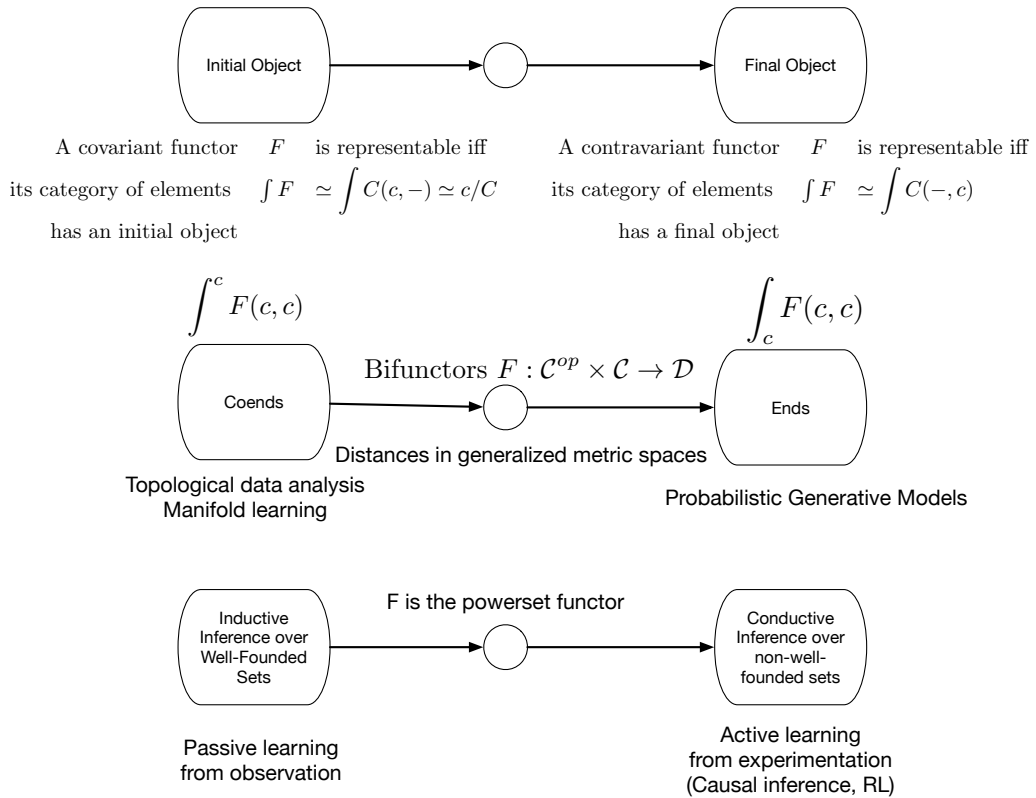 Initial Object
Final Object
A covariant functor F is representable iff
its category of elements ∫ F ≃ ∫ C(c, −) ≃ c/C
has an initial object
A contravariant functor F is representable iff
its category of elements ∫ F ≃ ∫ C(−, c)
has a final object
∫^c F(c, c)
∫_c F(c, c)
Bifunctors F : 𝒞^{op} × 𝒞 → 𝒟
Coends
Ends
Distances in generalized metric spaces
Topological data analysis
Manifold learning
Probabilistic Generative Models
F is the powerset functor
Inductive
Inference over
Well-Founded
Sets
Conductive
Inference over
non-well-
founded sets
Passive learning
from observation
Active learning
from experimentation
(Causal inference, RL)